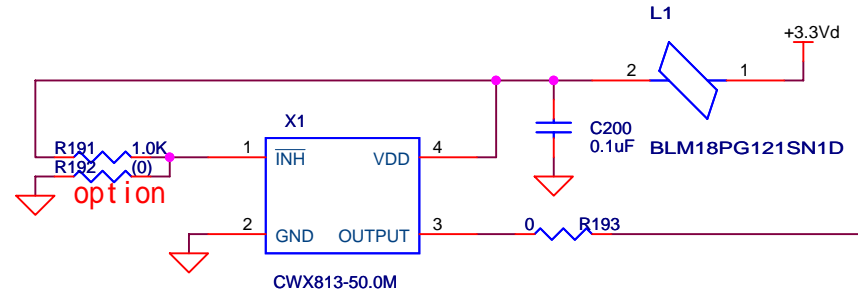 L1
+3.3Vd
2
1
X1
C200
0.1uF
BLM18PG121SN1D
R191
1.0K
1
INH
VDD
4
R192
(0)
option
2
GND
OUTPUT
3
0
R193
CWX813-50.0M